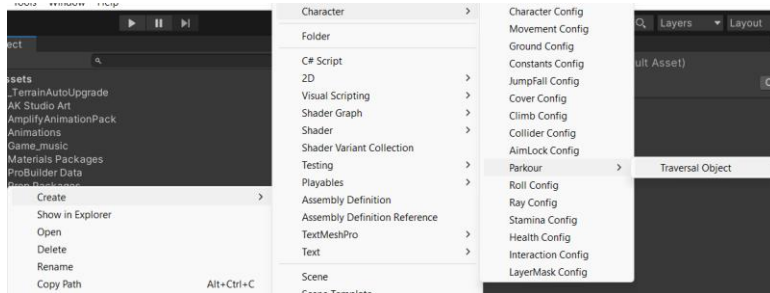 Tools Window Help
Layers
Layout
ect
ssets
_TerrainAutoUpgrade
AK Studio Art
AmplifyAnimationPack
Animations
Game_music
Materials Packages
ProBuilder Data
Prop Packages
Create
Show in Explorer
Open
Delete
Rename
Copy Path Alt+Ctrl+C
Character
Folder
C# Script
2D
Visual Scripting
Shader Graph
Shader
Shader Variant Collection
Testing
Playables
Assembly Definition
Assembly Definition Reference
TextMeshPro
Text
Scene
Scene Template
Character Config
Movement Config
Ground Config
Constants Config
JumpFall Config
Cover Config
Climb Config
Collider Config
AimLock Config
Parkour
Roll Config
Ray Config
Stamina Config
Health Config
Interaction Config
LayerMask Config
Traversal Object
ult Asset)